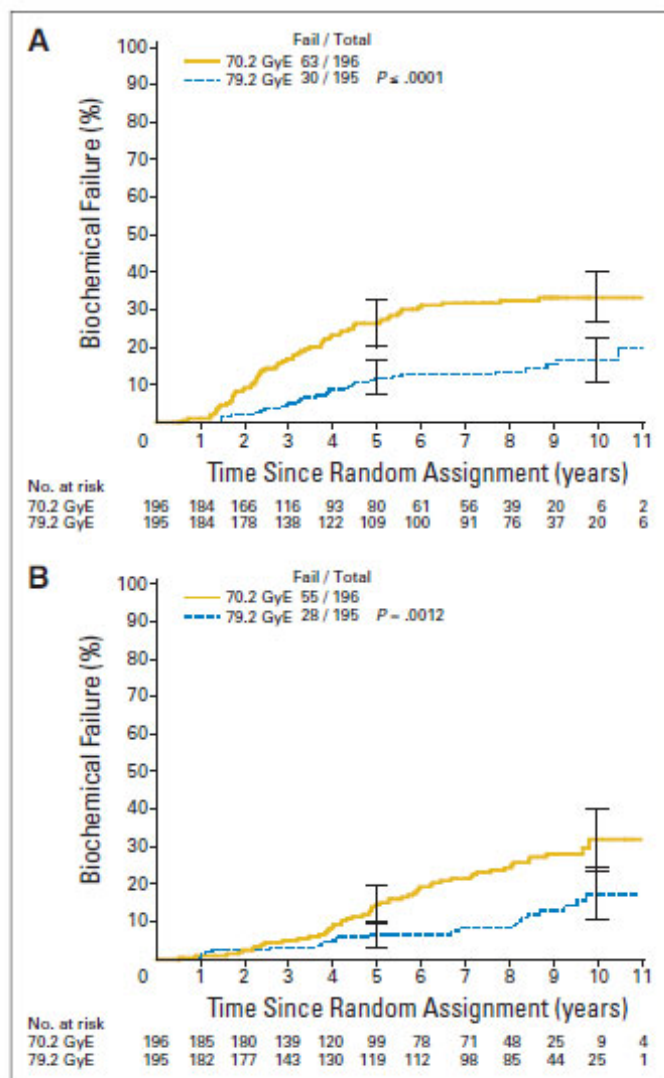 A
Fail / Total
70.2 GyE 63 / 196
79.2 GyE 30 / 195 P ≤ .0001
Biochemical Failure (%)
100
90
80
70
60
50
40
30
20
10
0 1 2 3 4 5 6 7 8 9 10 11
Time Since Random Assignment (years)
No. at risk
70.2 GyE 196 184 166 116 93 80 61 56 39 20 6 2
79.2 GyE 195 184 178 138 122 109 100 91 76 37 20 6
B
Fail / Total
70.2 GyE 55 / 196
79.2 GyE 28 / 195 P = .0012
Biochemical Failure (%)
100
90
80
70
60
50
40
30
20
10
0 1 2 3 4 5 6 7 8 9 10 11
Time Since Random Assignment (years)
No. at risk
70.2 GyE 196 185 180 139 120 99 78 71 48 25 9 4
79.2 GyE 195 182 177 143 130 119 112 98 85 44 25 1